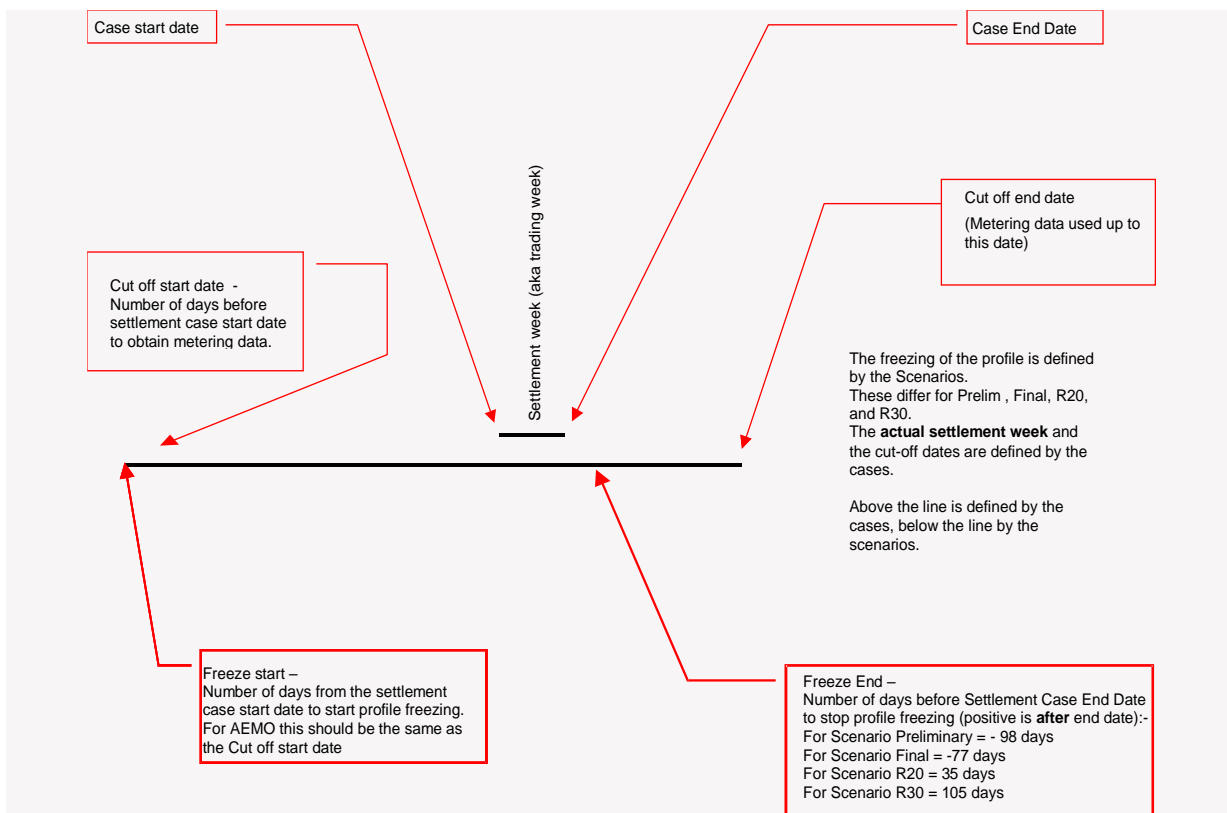 Case start date
Case End Date
Settlement week (aka trading week)
Cut off end date
(Metering data used up to
this date)
Cut off start date  -
Number of days before
settlement case start date
to obtain metering data.
The freezing of the profile is defined
by the Scenarios.
These differ for Prelim , Final, R20,
and R30.
The actual settlement week and
the cut-off dates are defined by the
cases.
Above the line is defined by the
cases, below the line by the
scenarios.
Freeze start –
Number of days from the settlement
case start date to start profile freezing.
For AEMO this should be the same as
the Cut off start date
Freeze End –
Number of days before Settlement Case End Date
to stop profile freezing (positive is after end date):-
For Scenario Preliminary = - 98 days
For Scenario Final = -77 days
For Scenario R20 = 35 days
For Scenario R30 = 105 days